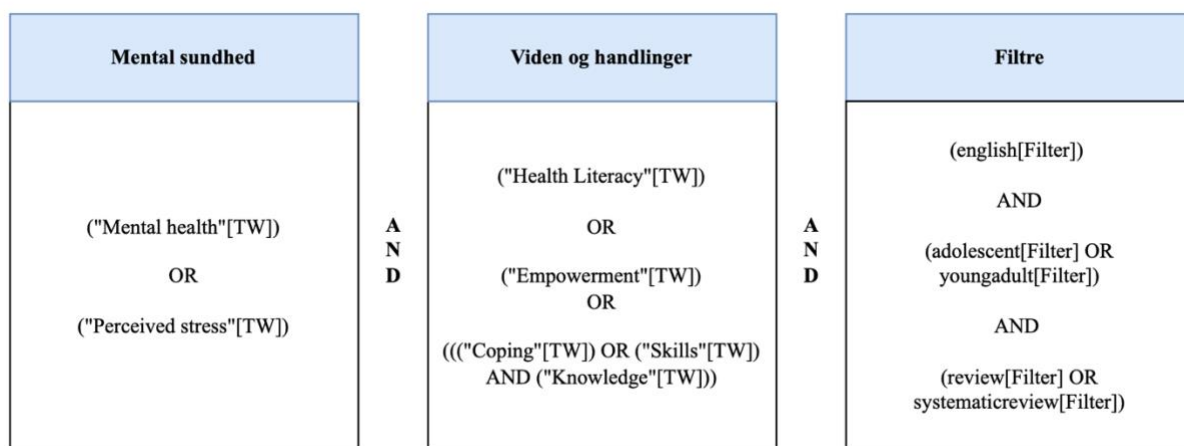 Mental sundhed
("Mental health"[TW])
OR
("Perceived stress"[TW])
A
N
D
Viden og handlinger
("Health Literacy"[TW])
OR
("Empowerment"[TW])
OR
((("Coping"[TW]) OR ("Skills"[TW])
AND ("Knowledge"[TW]))
A
N
D
Filtre
(english[Filter])
AND
(adolescent[Filter] OR
youngadult[Filter])
AND
(review[Filter] OR
systematicreview[Filter])